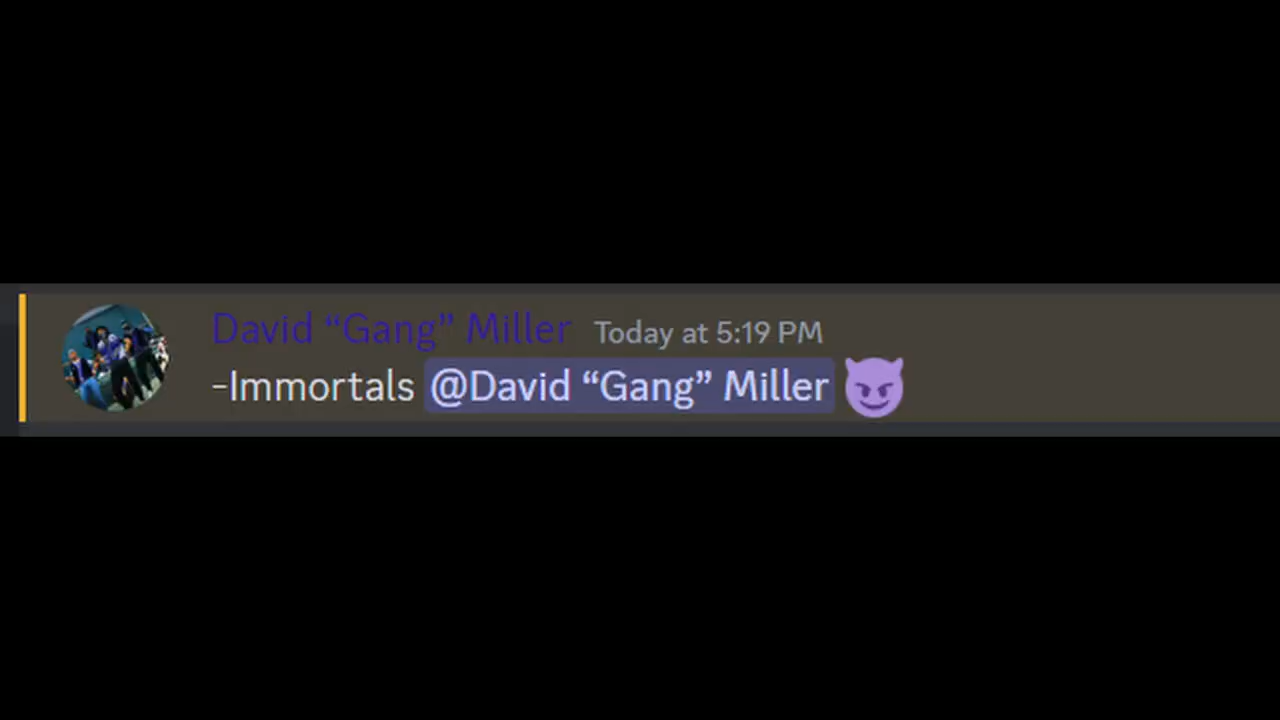 David “Gang” Miller Today at 5:19 PM
-Immortals @David “Gang” Miller 😈